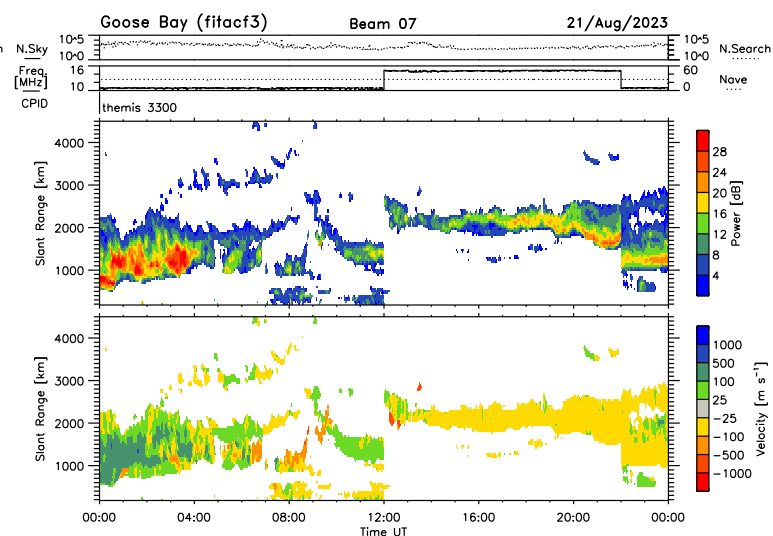 Goose Bay (fitacf3) Beam 07 21/Aug/2023
10^5 10^5
n N.Sky N.Search
10^0 10^0
Freq. 16 60
[MHz] Nave
10 0
CPID themis 3300
4000
3000
2000
1000
Slant Range [km]
28
24
20
16
12
8
4
Power [dB]
4000
3000
2000
1000
Slant Range [km]
1000
500
100
25
-25
-100
-500
-1000
Velocity [m s⁻¹]
00:00 04:00 08:00 12:00 16:00 20:00 00:00
Time UT